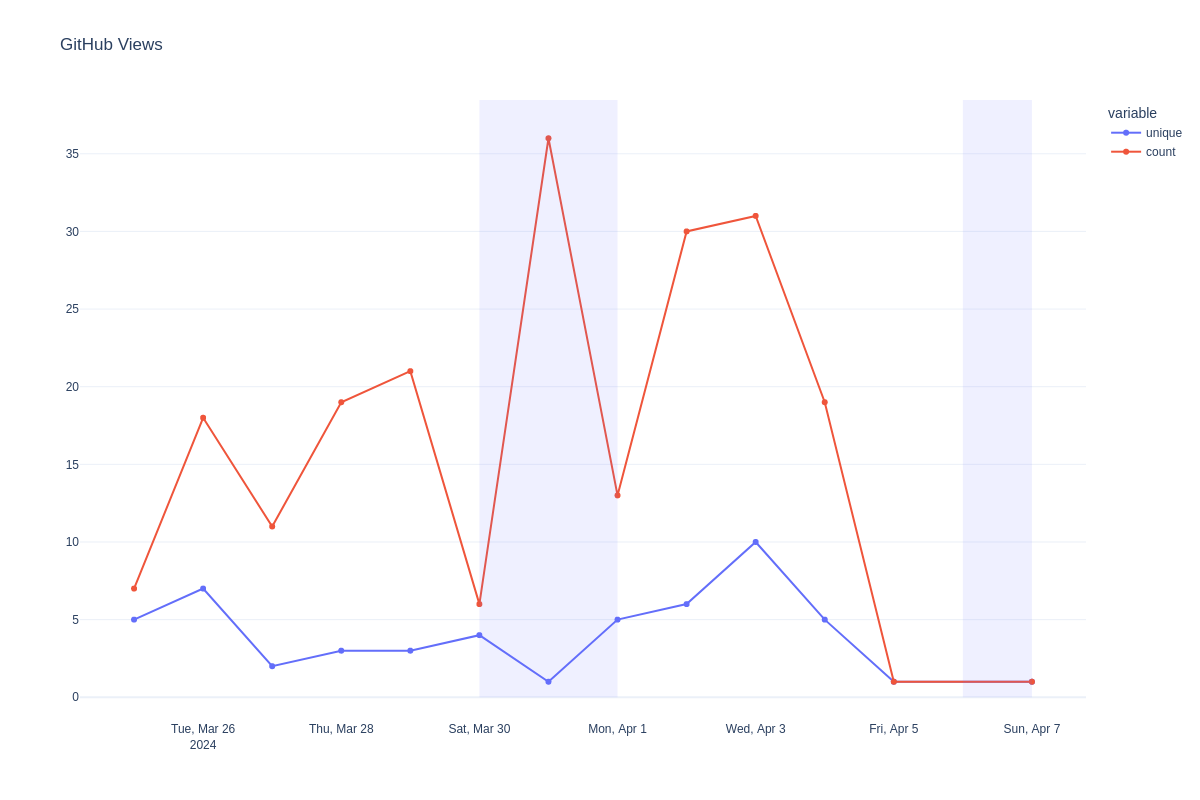 GitHub Views
variable
unique
count
35
30
25
20
15
10
5
0
Tue, Mar 26
2024
Thu, Mar 28
Sat, Mar 30
Mon, Apr 1
Wed, Apr 3
Fri, Apr 5
Sun, Apr 7